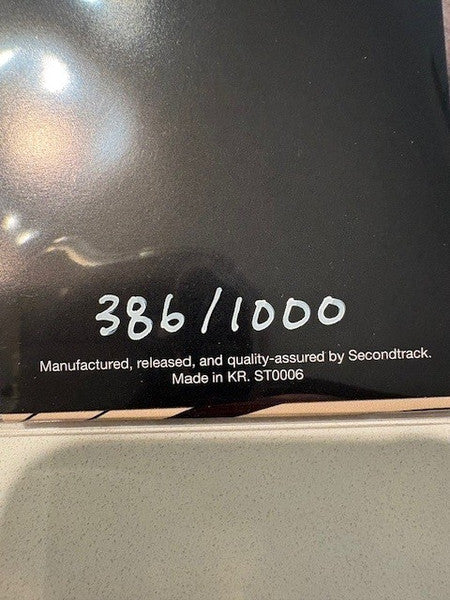 386/1000
Manufactured, released, and quality-assured by Secondtrack.
Made in KR. ST0006